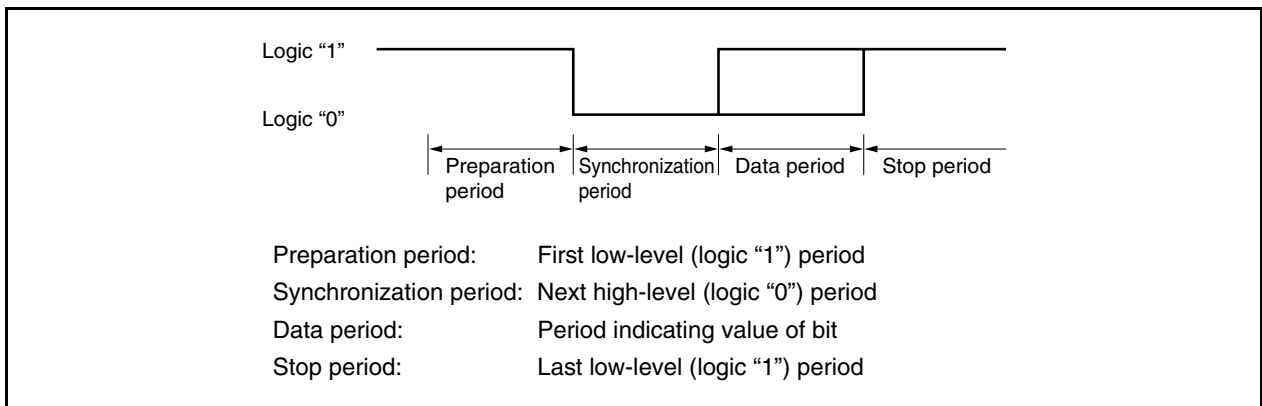 Logic “1”
Logic “0”
Preparation period
Synchronization period
Data period
Stop period
Preparation period: First low-level (logic “1”) period
Synchronization period: Next high-level (logic “0”) period
Data period: Period indicating value of bit
Stop period: Last low-level (logic “1”) period